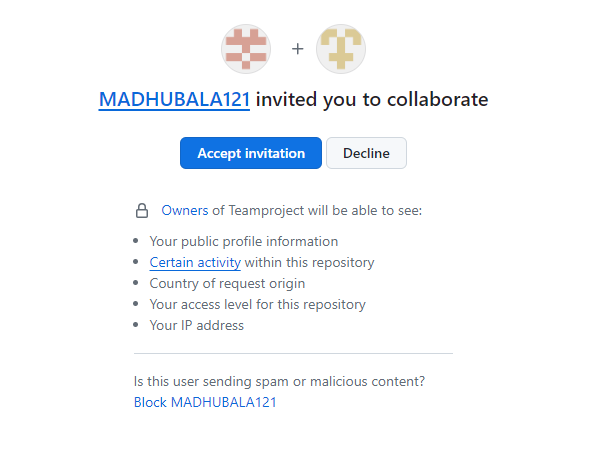 MADHUBALA121 invited you to collaborate
Accept invitation Decline
Owners of Teamproject will be able to see:
Your public profile information
Certain activity within this repository
Country of request origin
Your access level for this repository
Your IP address
Is this user sending spam or malicious content?
Block MADHUBALA121